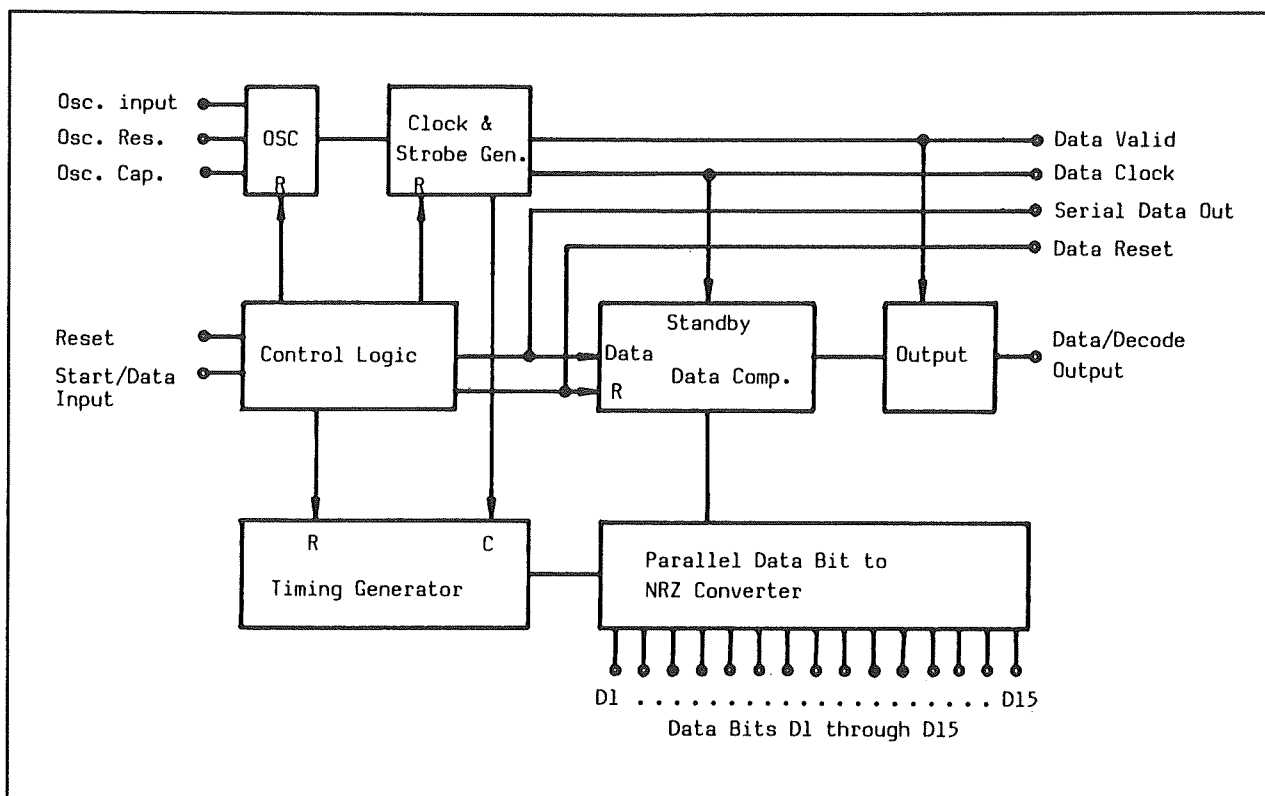 Osc. input
Osc. Res.
Osc. Cap.
OSC
R
Clock &
Strobe Gen.
R
Data Valid
Data Clock
Serial Data Out
Data Reset
Reset
Start/Data
Input
Control Logic
Standby
Data
Data Comp.
R
Output
Data/Decode
Output
R
C
Timing Generator
Parallel Data Bit to
NRZ Converter
D1 . . . . . . . . . . . . . . . . . . . . . D15
Data Bits D1 through D15